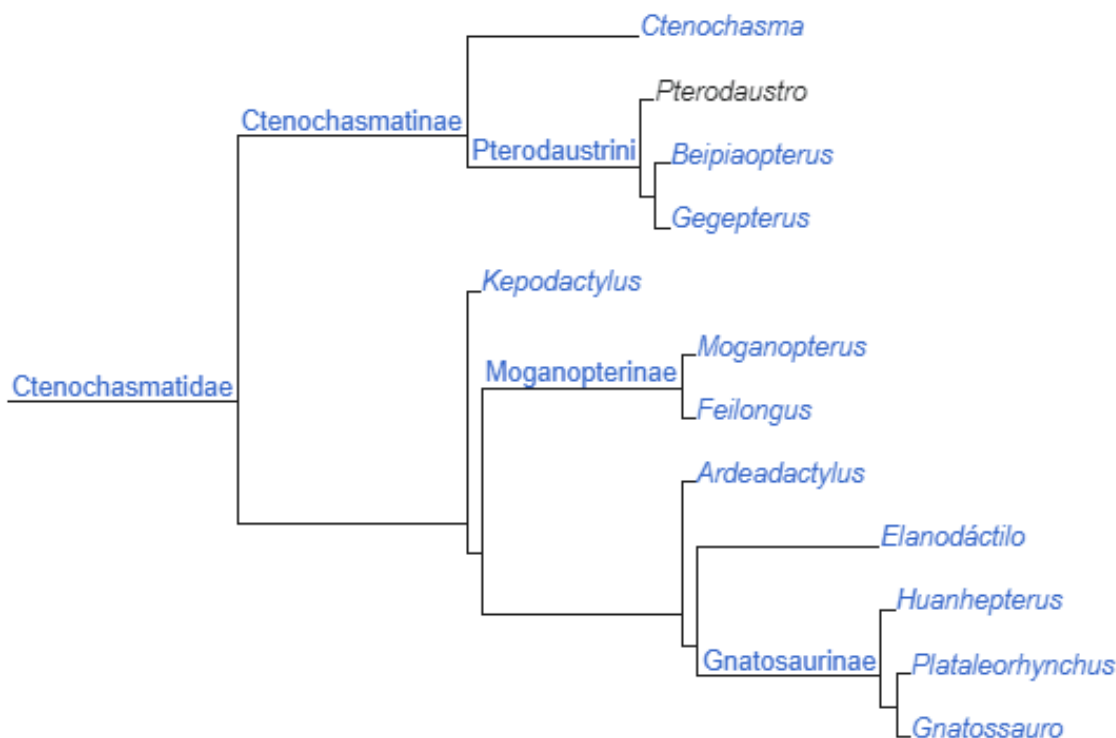 Ctenochasma
Pterodaustro
Ctenochasmatinae
Pterodaustrini
Beipiaopterus
Gegepterus
Kepodactylus
Moganopterus
Moganopterinae
Ctenochasmatidae
Feilongus
Ardeadactylus
Elanodáctilo
Huanhepterus
Gnatosaurinae
Plataleorhynchus
Gnatossauro